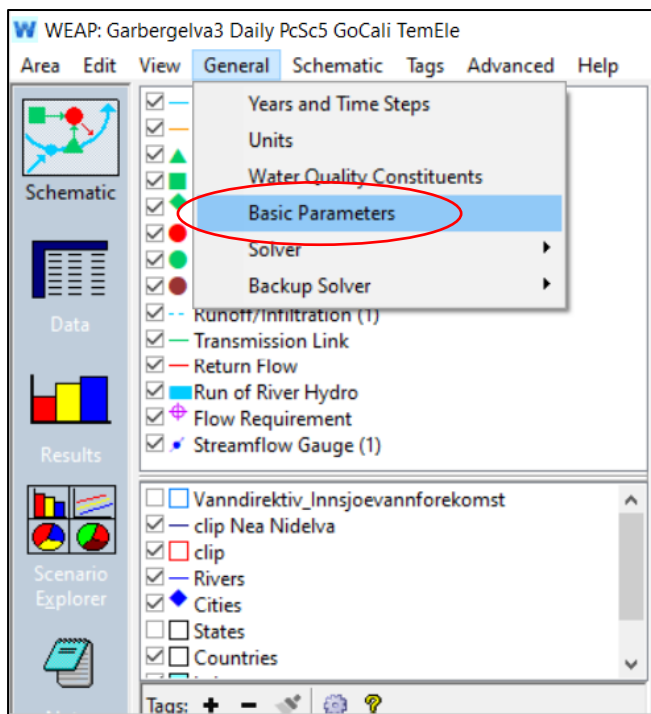 WEAP: Garbergelva3 Daily PcSc5 GoCali TemEle
Area Edit View General Schematic Tags Advanced Help
Years and Time Steps
Units
Water Quality Constituents
Basic Parameters
Solver
Backup Solver
Runoff/Infiltration (1)
Transmission Link
Return Flow
Run of River Hydro
Flow Requirement
Streamflow Gauge (1)
Schematic
Data
Results
Scenario
Explorer
Vanndirektiv_Innsjoevannforekomst
clip Nea Nidelva
clip
Rivers
Cities
States
Countries
Tags: